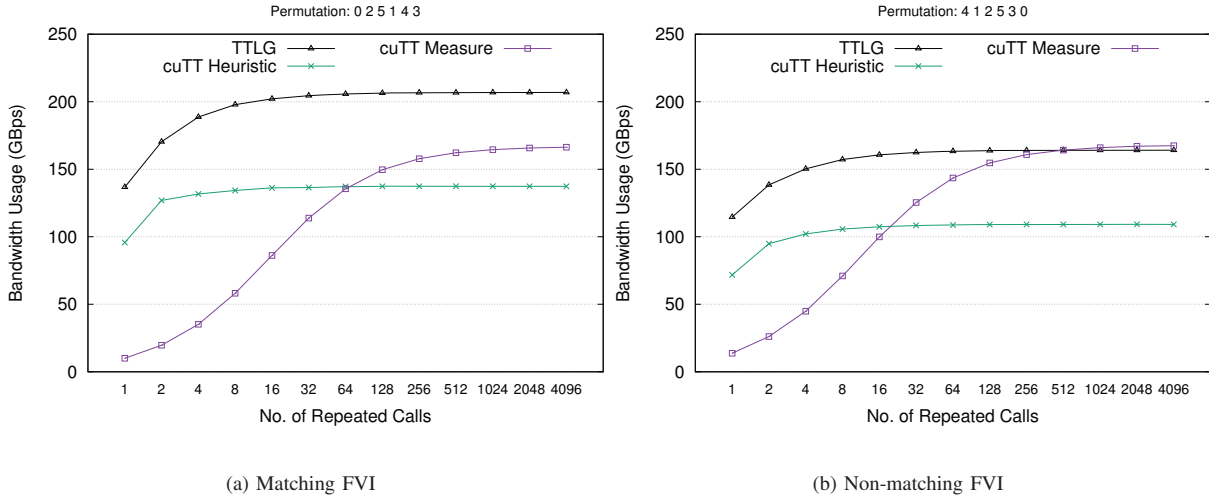 Permutation: 0 2 5 1 4 3
250
200
150
100
50
0
Bandwidth Usage (GBps)
TTLG
cuTT Heuristic
cuTT Measure
1 2 4 8 16 32 64 128 256 512 1024 2048 4096
No. of Repeated Calls
(a) Matching FVI
Permutation: 4 1 2 5 3 0
250
200
150
100
50
0
Bandwidth Usage (GBps)
TTLG
cuTT Heuristic
cuTT Measure
1 2 4 8 16 32 64 128 256 512 1024 2048 4096
No. of Repeated Calls
(b) Non-matching FVI